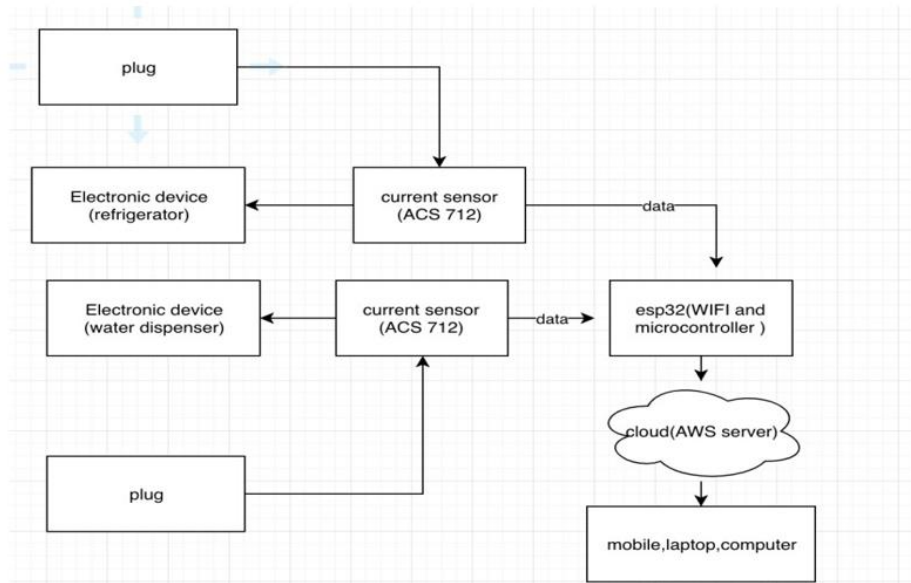 plug
Electronic device
(refrigerator)
current sensor
(ACS 712)
data
Electronic device
(water dispenser)
current sensor
(ACS 712)
data
esp32(WIFI and
microcontroller )
cloud(AWS server)
plug
mobile,laptop,computer